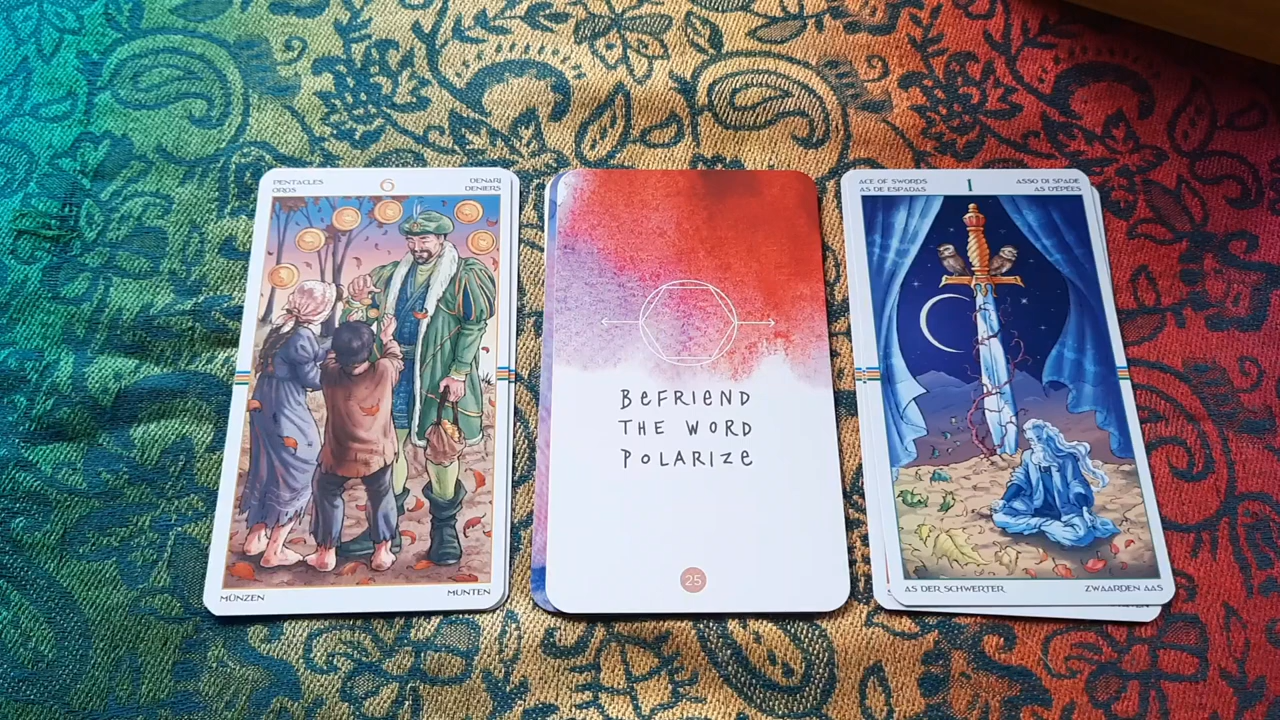 PENTACLES
OROS
6
DENARI
DENIERS
MÜNZEN
MUNTEN
BEFRIEND
THE WORD
POLARIZE
25
ACE OF SWORDS
AS DE ESPADAS
I
ASSO DI SPADE
AS D'ÉPÉES
AS DER SCHWERTER
ZWAARDEN AAS